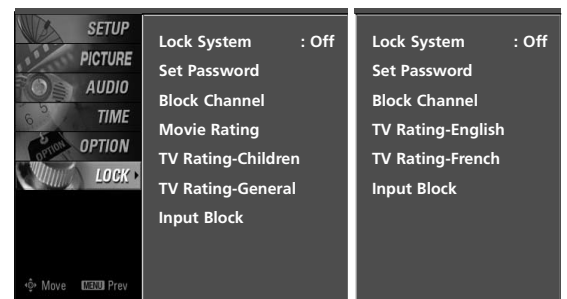 SETUP
PICTURE
AUDIO
TIME
OPTION
LOCK
Move MENU Prev
Lock System : Off
Set Password
Block Channel
Movie Rating
TV Rating-Children
TV Rating-General
Input Block
Lock System : Off
Set Password
Block Channel
TV Rating-English
TV Rating-French
Input Block